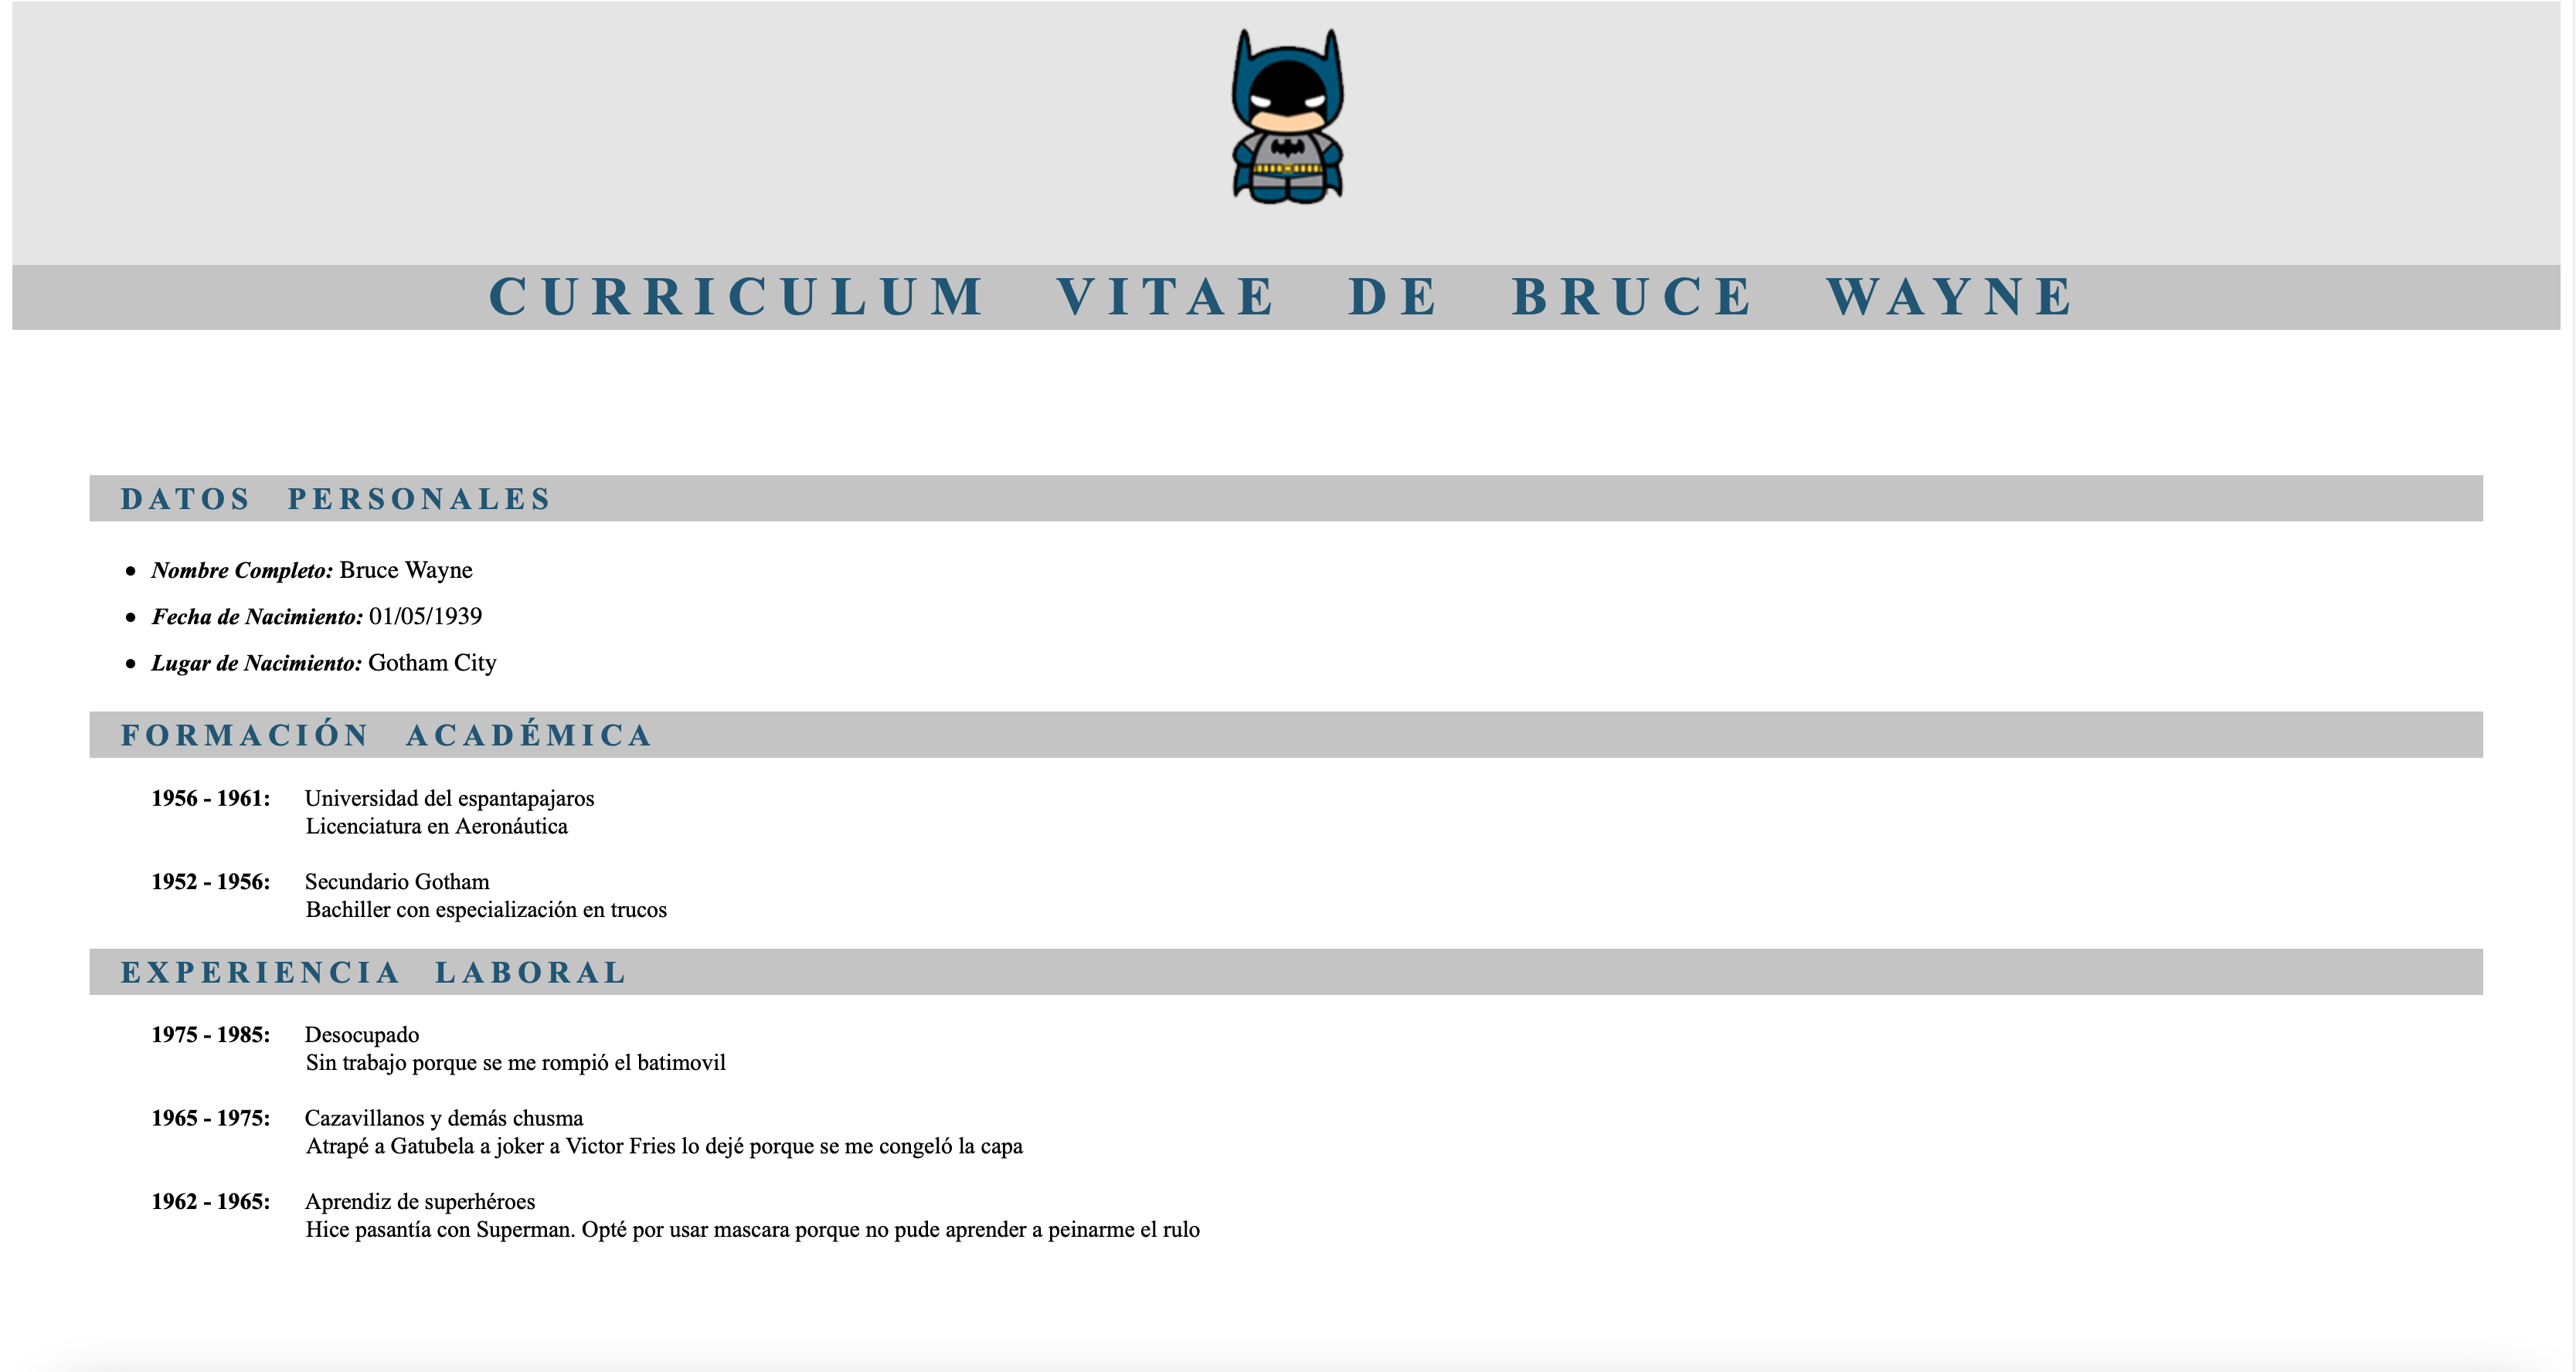 CURRICULUM VITAE DE BRUCE WAYNE
DATOS PERSONALES
• Nombre Completo: Bruce Wayne
• Fecha de Nacimiento: 01/05/1939
• Lugar de Nacimiento: Gotham City
FORMACIÓN ACADÉMICA
1956 - 1961: Universidad del espantapajaros
Licenciatura en Aeronáutica
1952 - 1956: Secundario Gotham
Bachiller con especialización en trucos
EXPERIENCIA LABORAL
1975 - 1985: Desocupado
Sin trabajo porque se me rompió el batimovil
1965 - 1975: Cazavillanos y demás chusma
Atrapé a Gatubela a joker a Victor Fries lo dejé porque se me congeló la capa
1962 - 1965: Aprendiz de superhéroes
Hice pasantía con Superman. Opté por usar mascara porque no pude aprender a peinarme el rulo